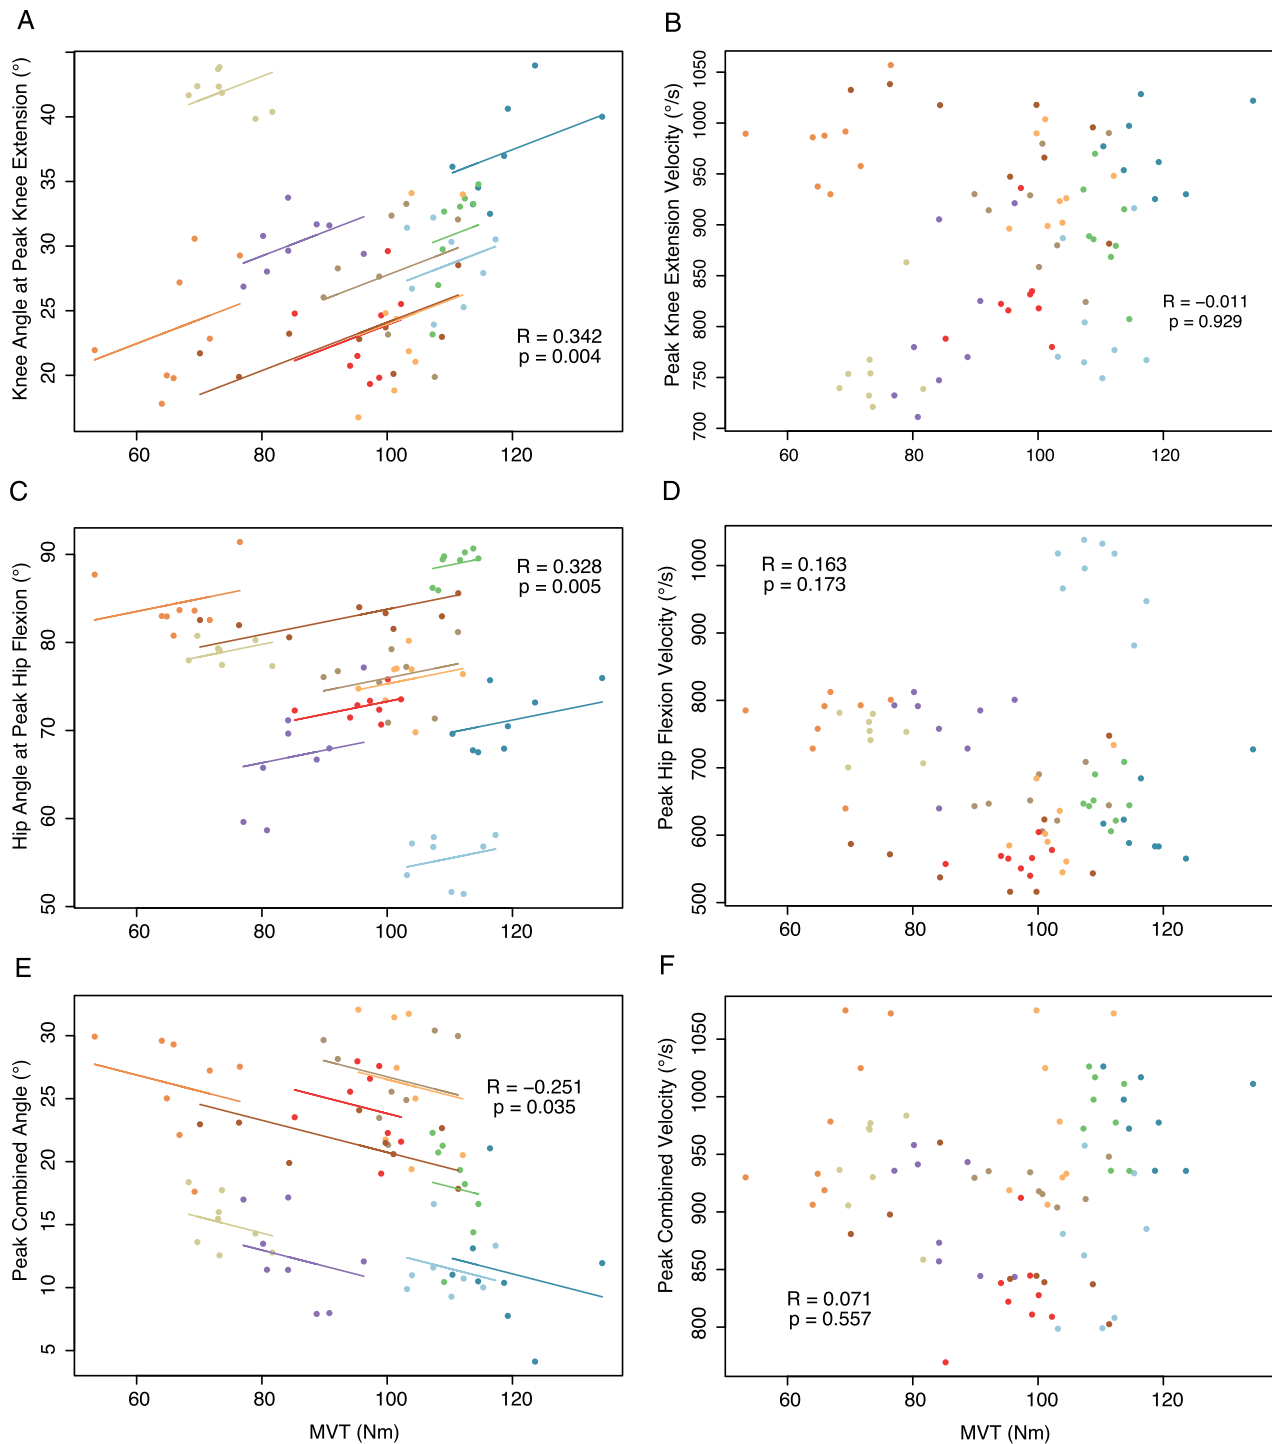 A
Knee Angle at Peak Knee Extension (°)
20 25 30 35 40
60 80 100 120
R = 0.342
p = 0.004
B
Peak Knee Extension Velocity (°/s)
700 750 800 850 900 950 1000 1050
60 80 100 120
R = −0.011
p = 0.929
C
Hip Angle at Peak Hip Flexion (°)
50 60 70 80 90
60 80 100 120
R = 0.328
p = 0.005
D
Peak Hip Flexion Velocity (°/s)
500 600 700 800 900 1000
60 80 100 120
R = 0.163
p = 0.173
E
Peak Combined Angle (°)
5 10 15 20 25 30
60 80 100 120
MVT (Nm)
R = −0.251
p = 0.035
F
Peak Combined Velocity (°/s)
800 850 900 950 1000 1050
60 80 100 120
MVT (Nm)
R = 0.071
p = 0.557